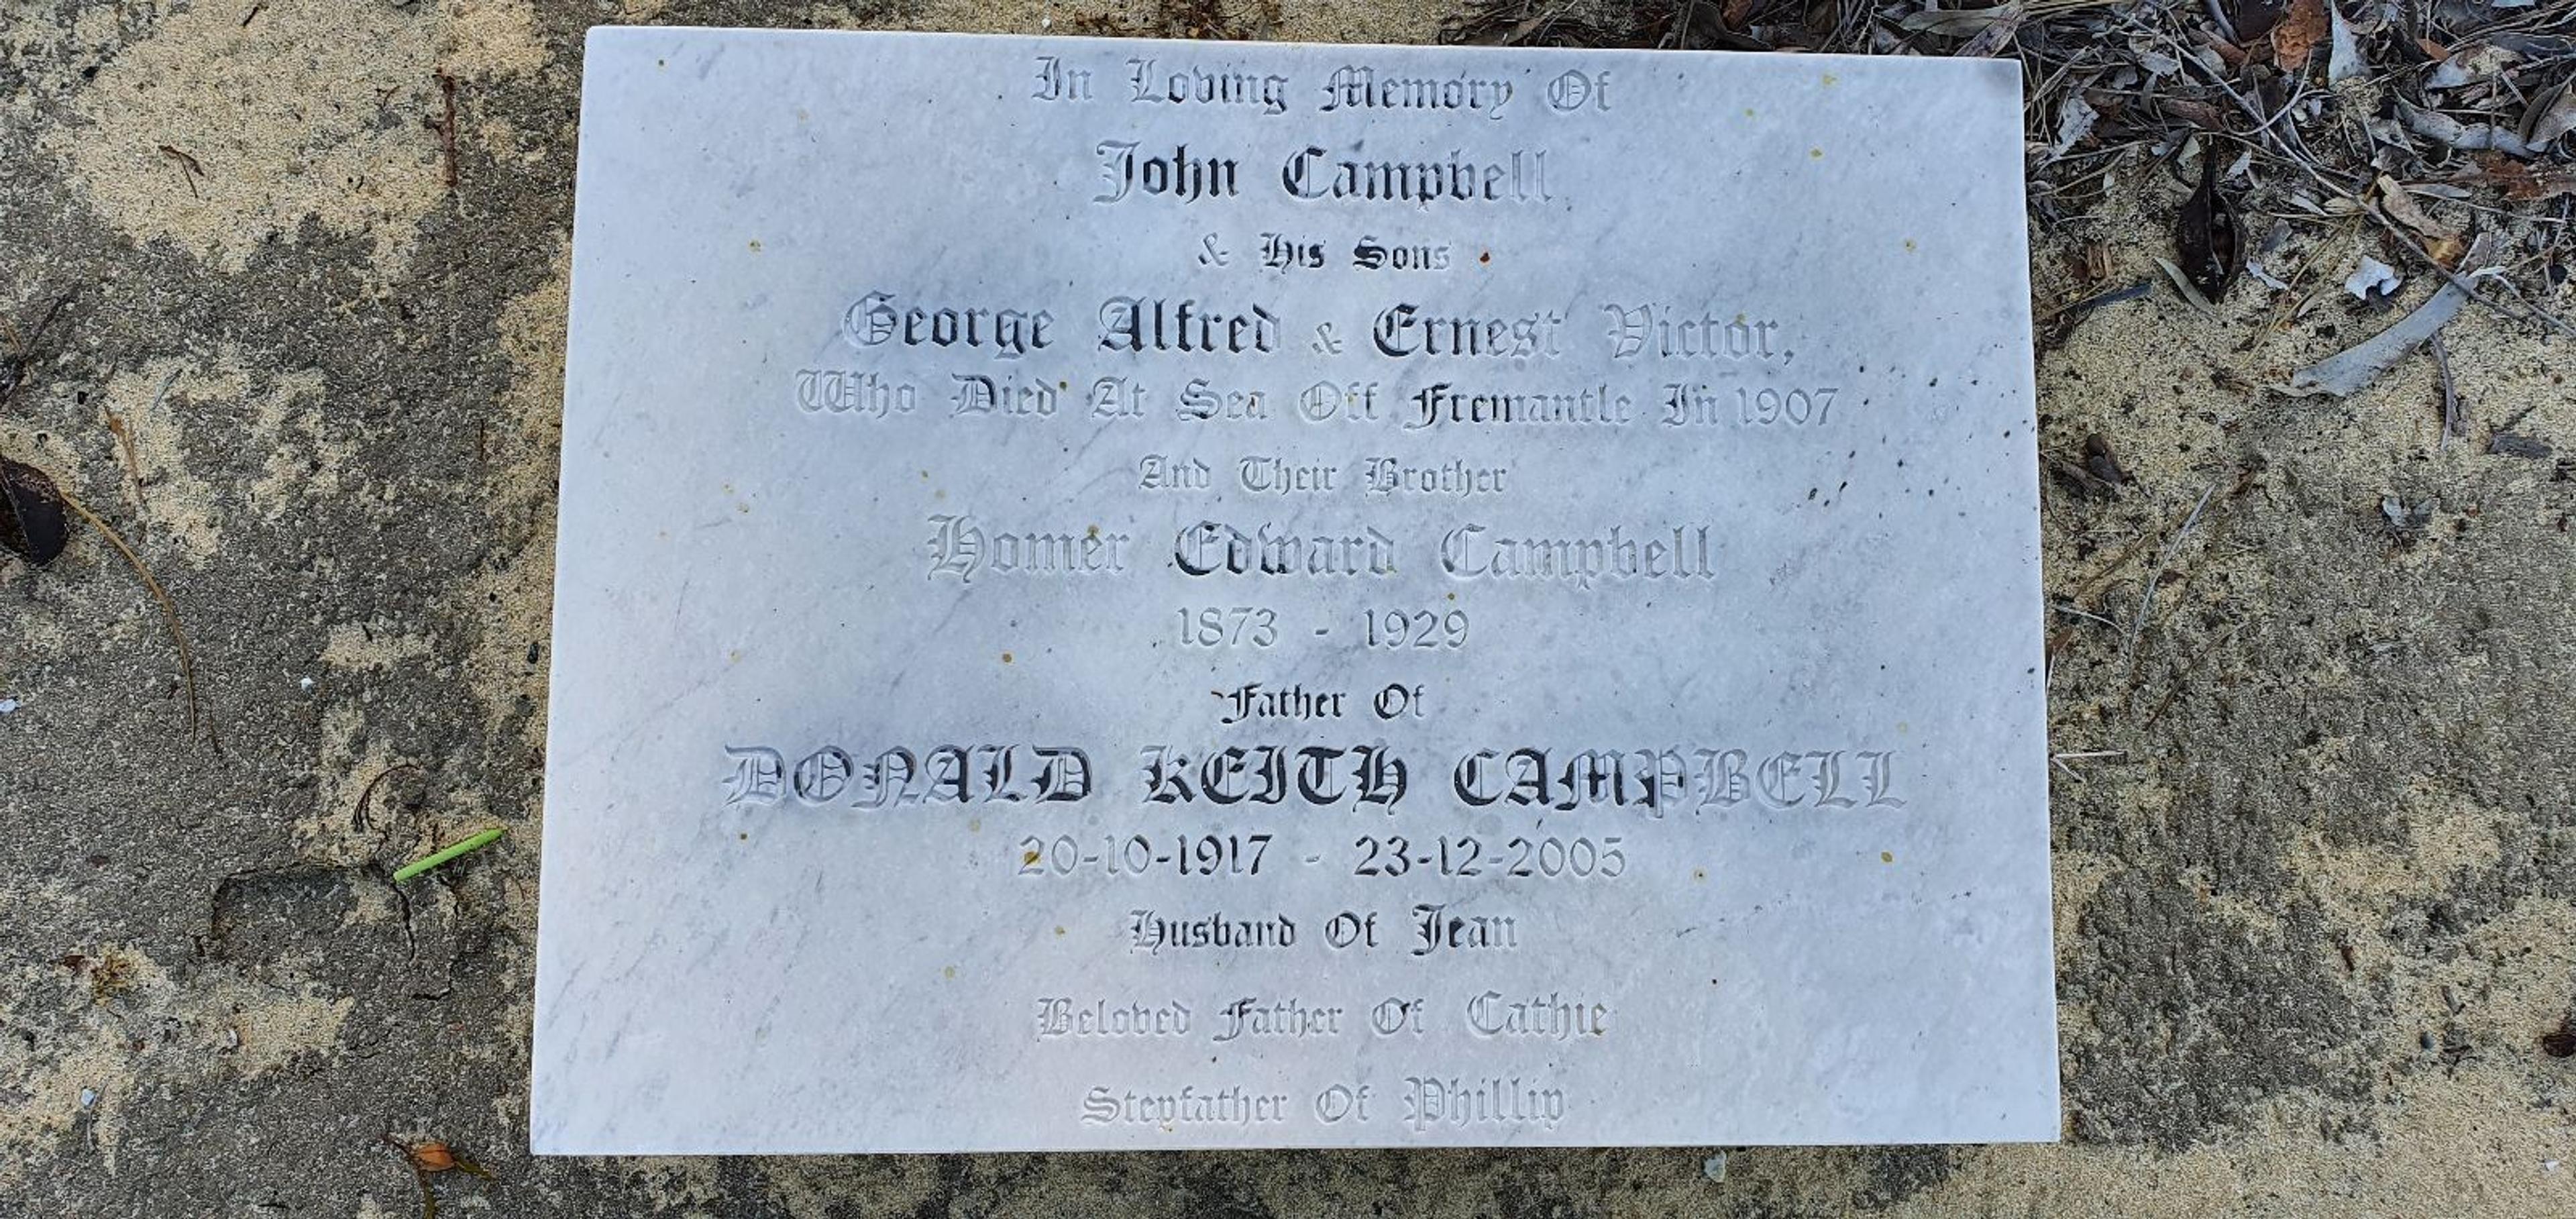 In Loving Memory Of
John Campbell
& His Sons
George Alfred & Ernest Victor,
Who Died At Sea Off Fremantle In 1907
And Their Brother
Homer Edward Campbell
1873 - 1929
Father Of
DONALD KEITH CAMPBELL
20-10-1917 - 23-12-2005
Husband Of Jean
Beloved Father Of Cathie
Stepfather Of Phillip